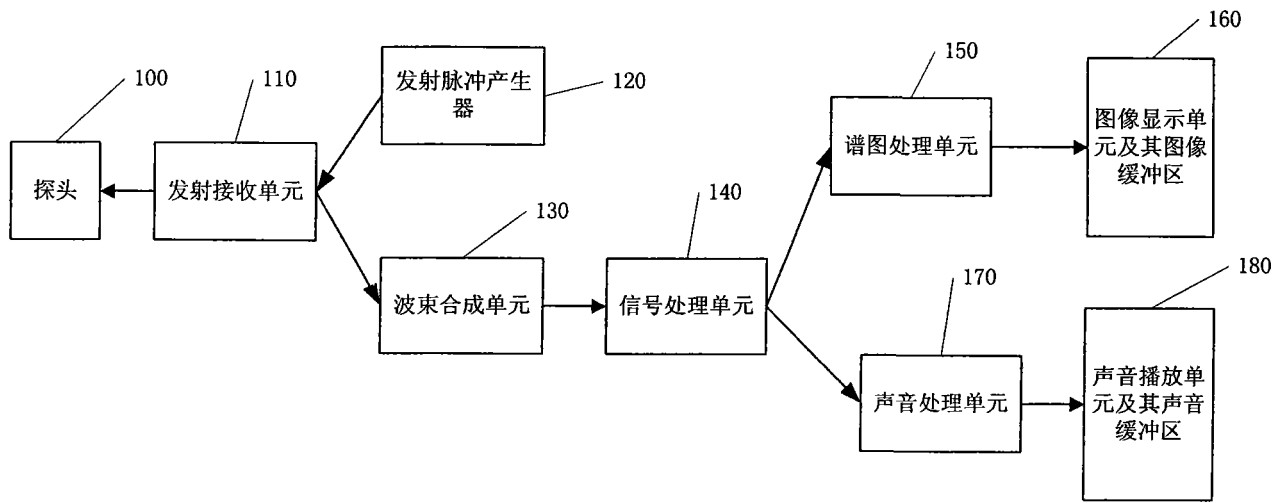 160
150
100
110
发射脉冲产生
器
120
图像显示单
元及其图像
缓冲区
谱图处理单元
探头
发射接收单元
130
140
180
170
波束合成单元
信号处理单元
声音播放单
元及其声音
缓冲区
声音处理单元